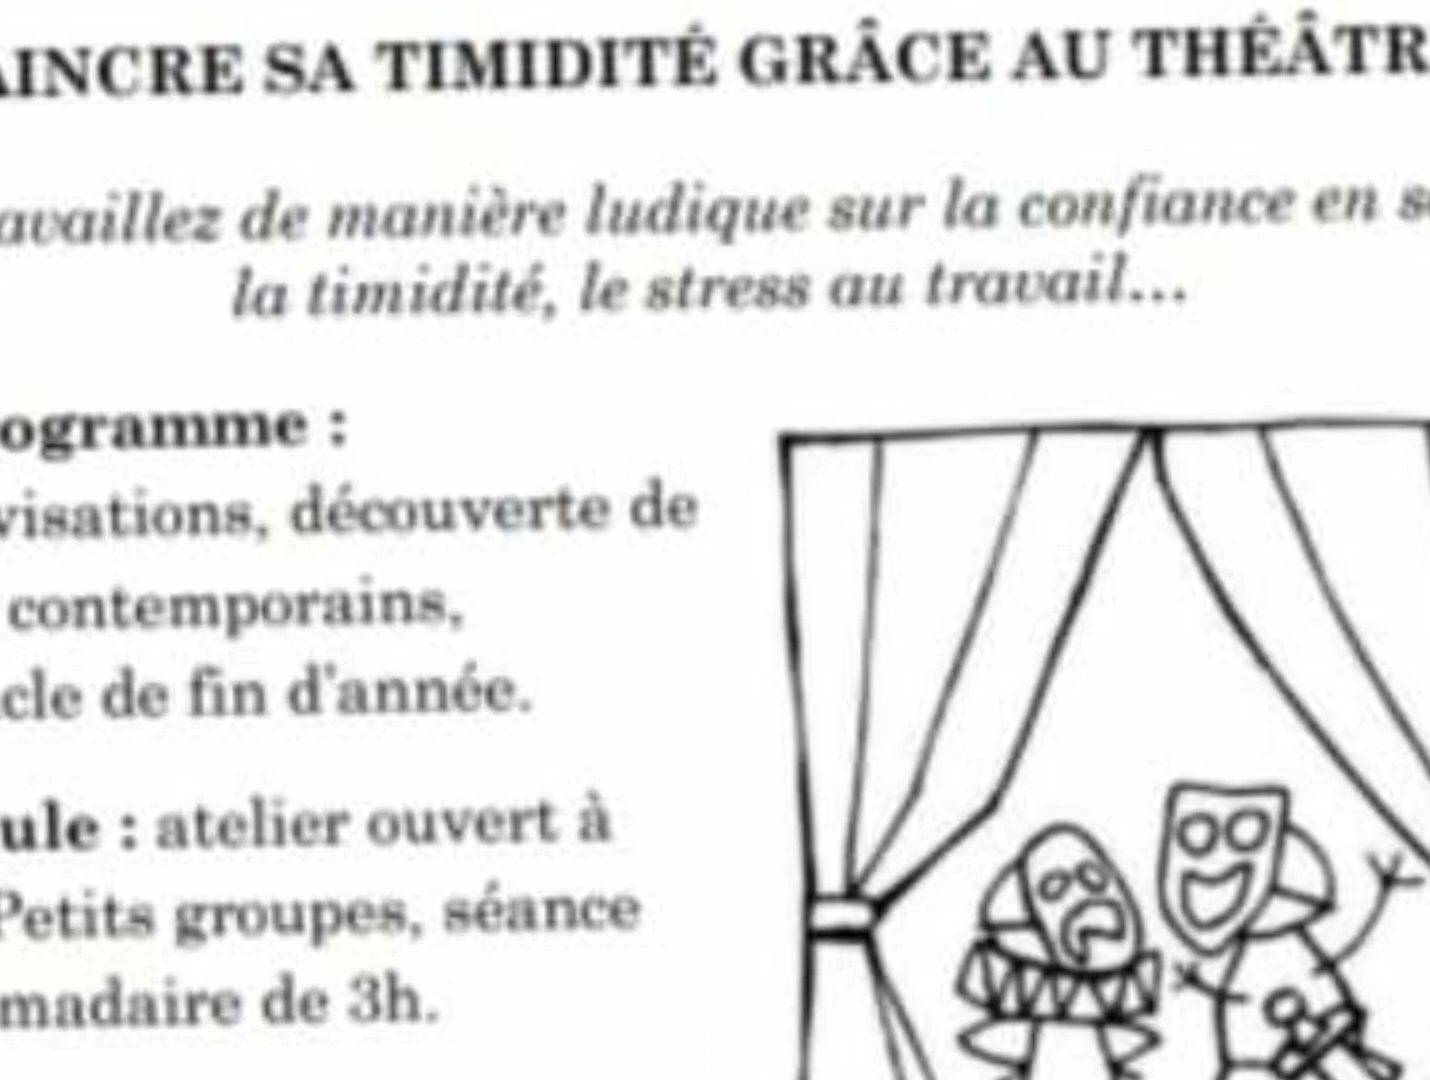 AINCRE SA TIMIDITÉ GRÂCE AU THÉÂTR
availlez de manière ludique sur la confiance en s
la timidité, le stress au travail...
ogramme :
visations, découverte de
contemporains,
cle de fin d'année.
ule : atelier ouvert à
Petits groupes, séance
madaire de 3h.